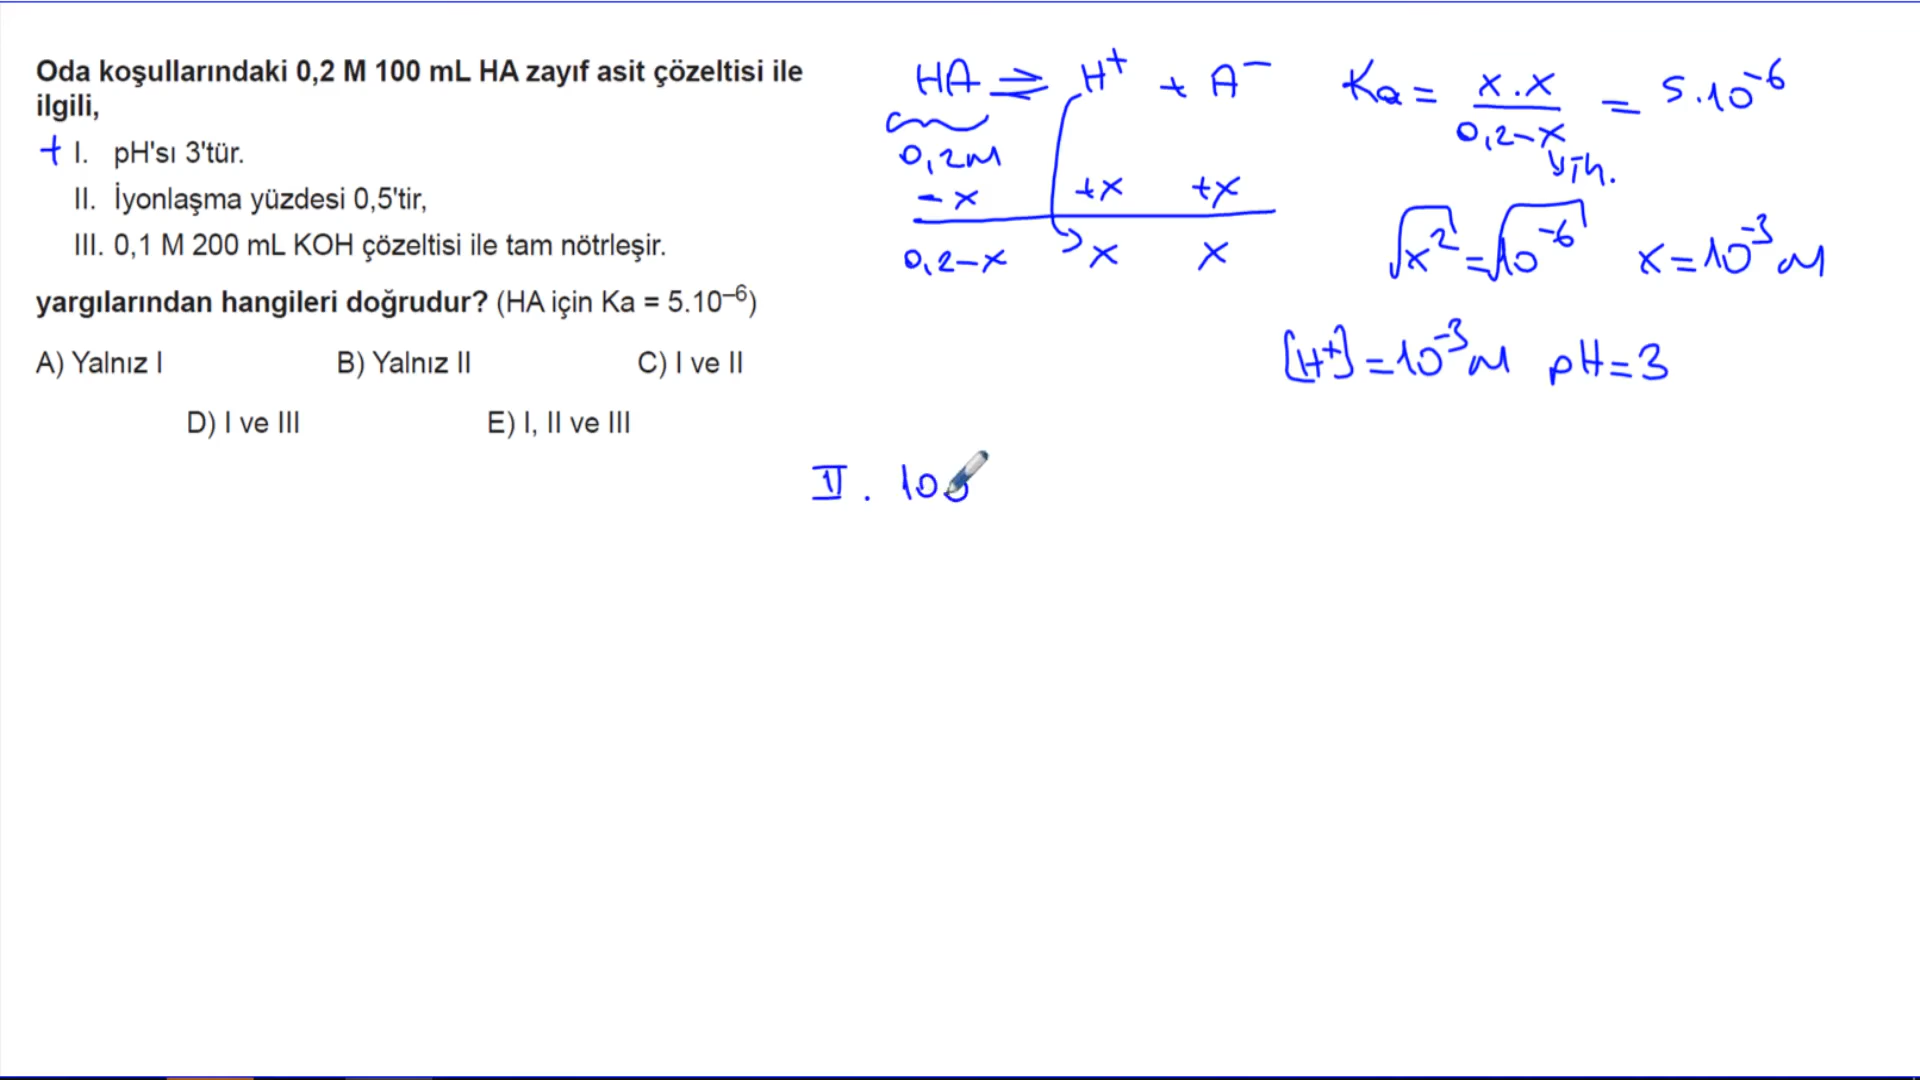 Oda koşullarındaki 0,2 M 100 mL HA zayıf asit çözeltisi ile
ilgili,
+ I. pH'sı 3'tür.
II. İyonlaşma yüzdesi 0,5'tir,
III. 0,1 M 200 mL KOH çözeltisi ile tam nötrleşir.
yargılarından hangileri doğrudur? (HA için Ka = 5.10⁻⁶)
A) Yalnız I B) Yalnız II C) I ve II
D) I ve III E) I, II ve III
HA ⇌ H⁺ + A⁻
0,2M
-x +x +x
0,2-x x x
Ka = x.x / 0,2-x = 5.10⁻⁶
ih.
√x² = √10⁻⁶ x = 10⁻³ M
[H⁺] = 10⁻³ M pH = 3
II. 100